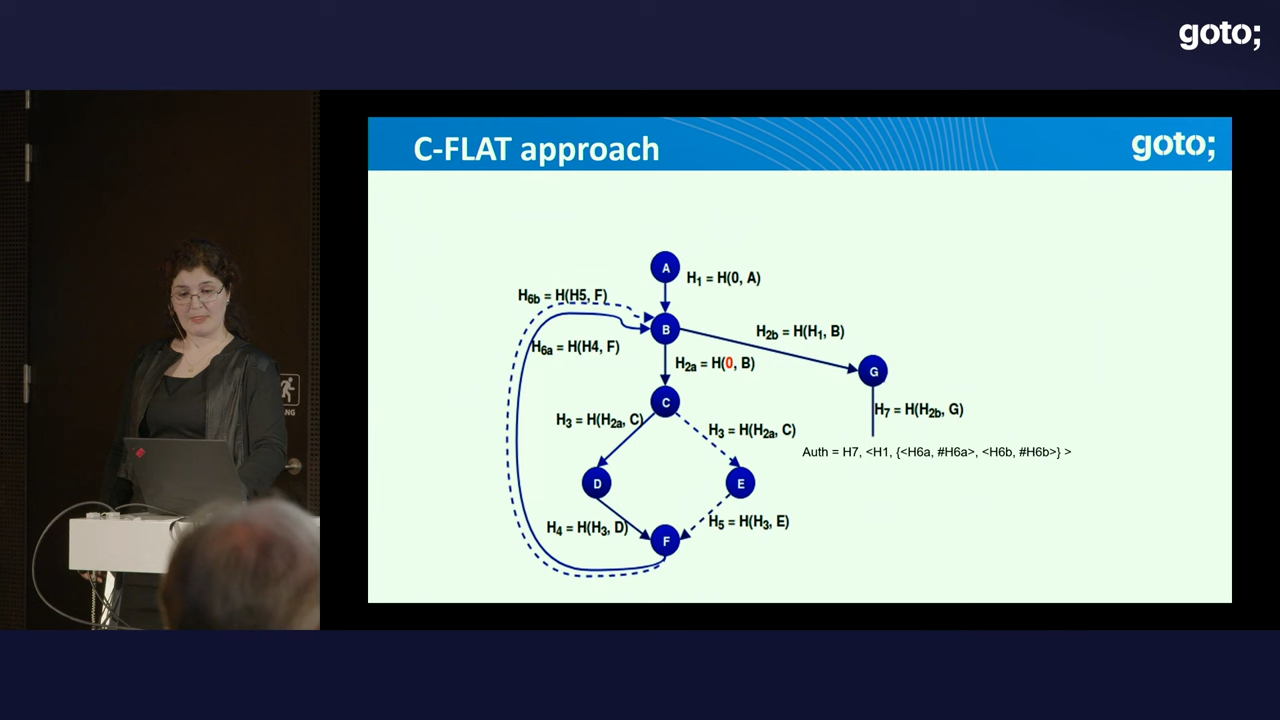 goto;
C-FLAT approach
goto;
A
H1 = H(0, A)
H6b = H(H5, F)
B
H2b = H(H1, B)
H6a = H(H4, F)
H2a = H(0, B)
G
C
H7 = H(H2b, G)
H3 = H(H2a, C)
H3 = H(H2a, C)
Auth = H7, <H1, {<H6a, #H6a>, <H6b, #H6b>} >
D
E
H4 = H(H3, D)
H5 = H(H3, E)
F